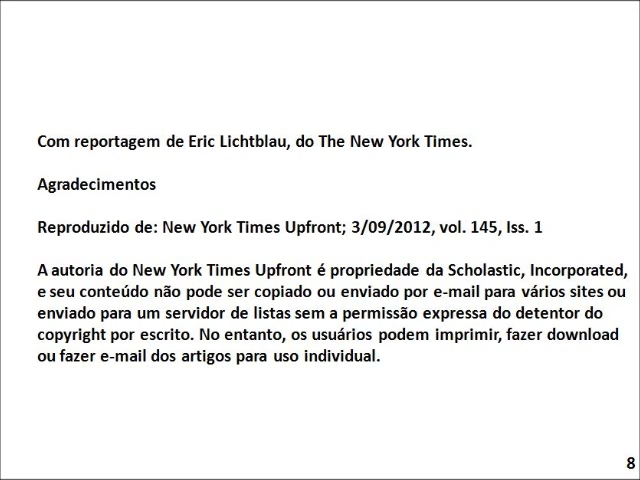 Com reportagem de Eric Lichtblau, do The New York Times.
Agradecimentos
Reproduzido de: New York Times Upfront; 3/09/2012, vol. 145, Iss. 1
A autoria do New York Times Upfront é propriedade da Scholastic, Incorporated,
e seu conteúdo não pode ser copiado ou enviado por e-mail para vários sites ou
enviado para um servidor de listas sem a permissão expressa do detentor do
copyright por escrito. No entanto, os usuários podem imprimir, fazer download
ou fazer e-mail dos artigos para uso individual.
8